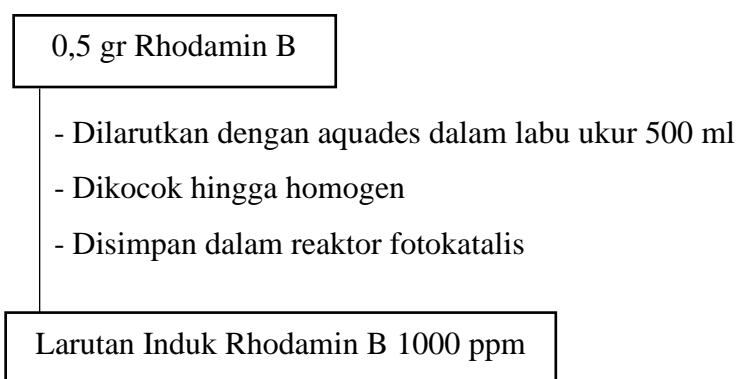 0,5 gr Rhodamin B
- Dilarutkan dengan aquades dalam labu ukur 500 ml
- Dikocok hingga homogen
- Disimpan dalam reaktor fotokatalis
Larutan Induk Rhodamin B 1000 ppm